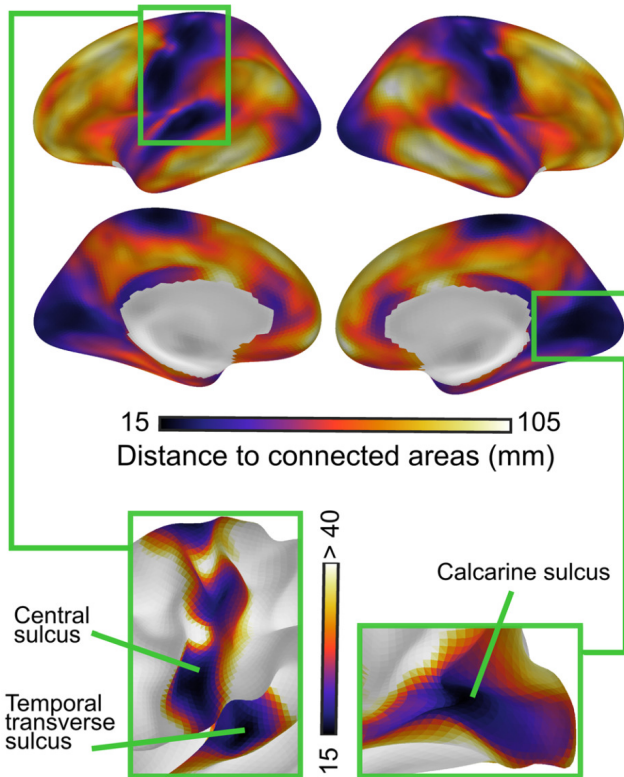 15
105
Distance to connected areas (mm)
15
> 40
Central
sulcus
Temporal
transverse
sulcus
Calcarine sulcus